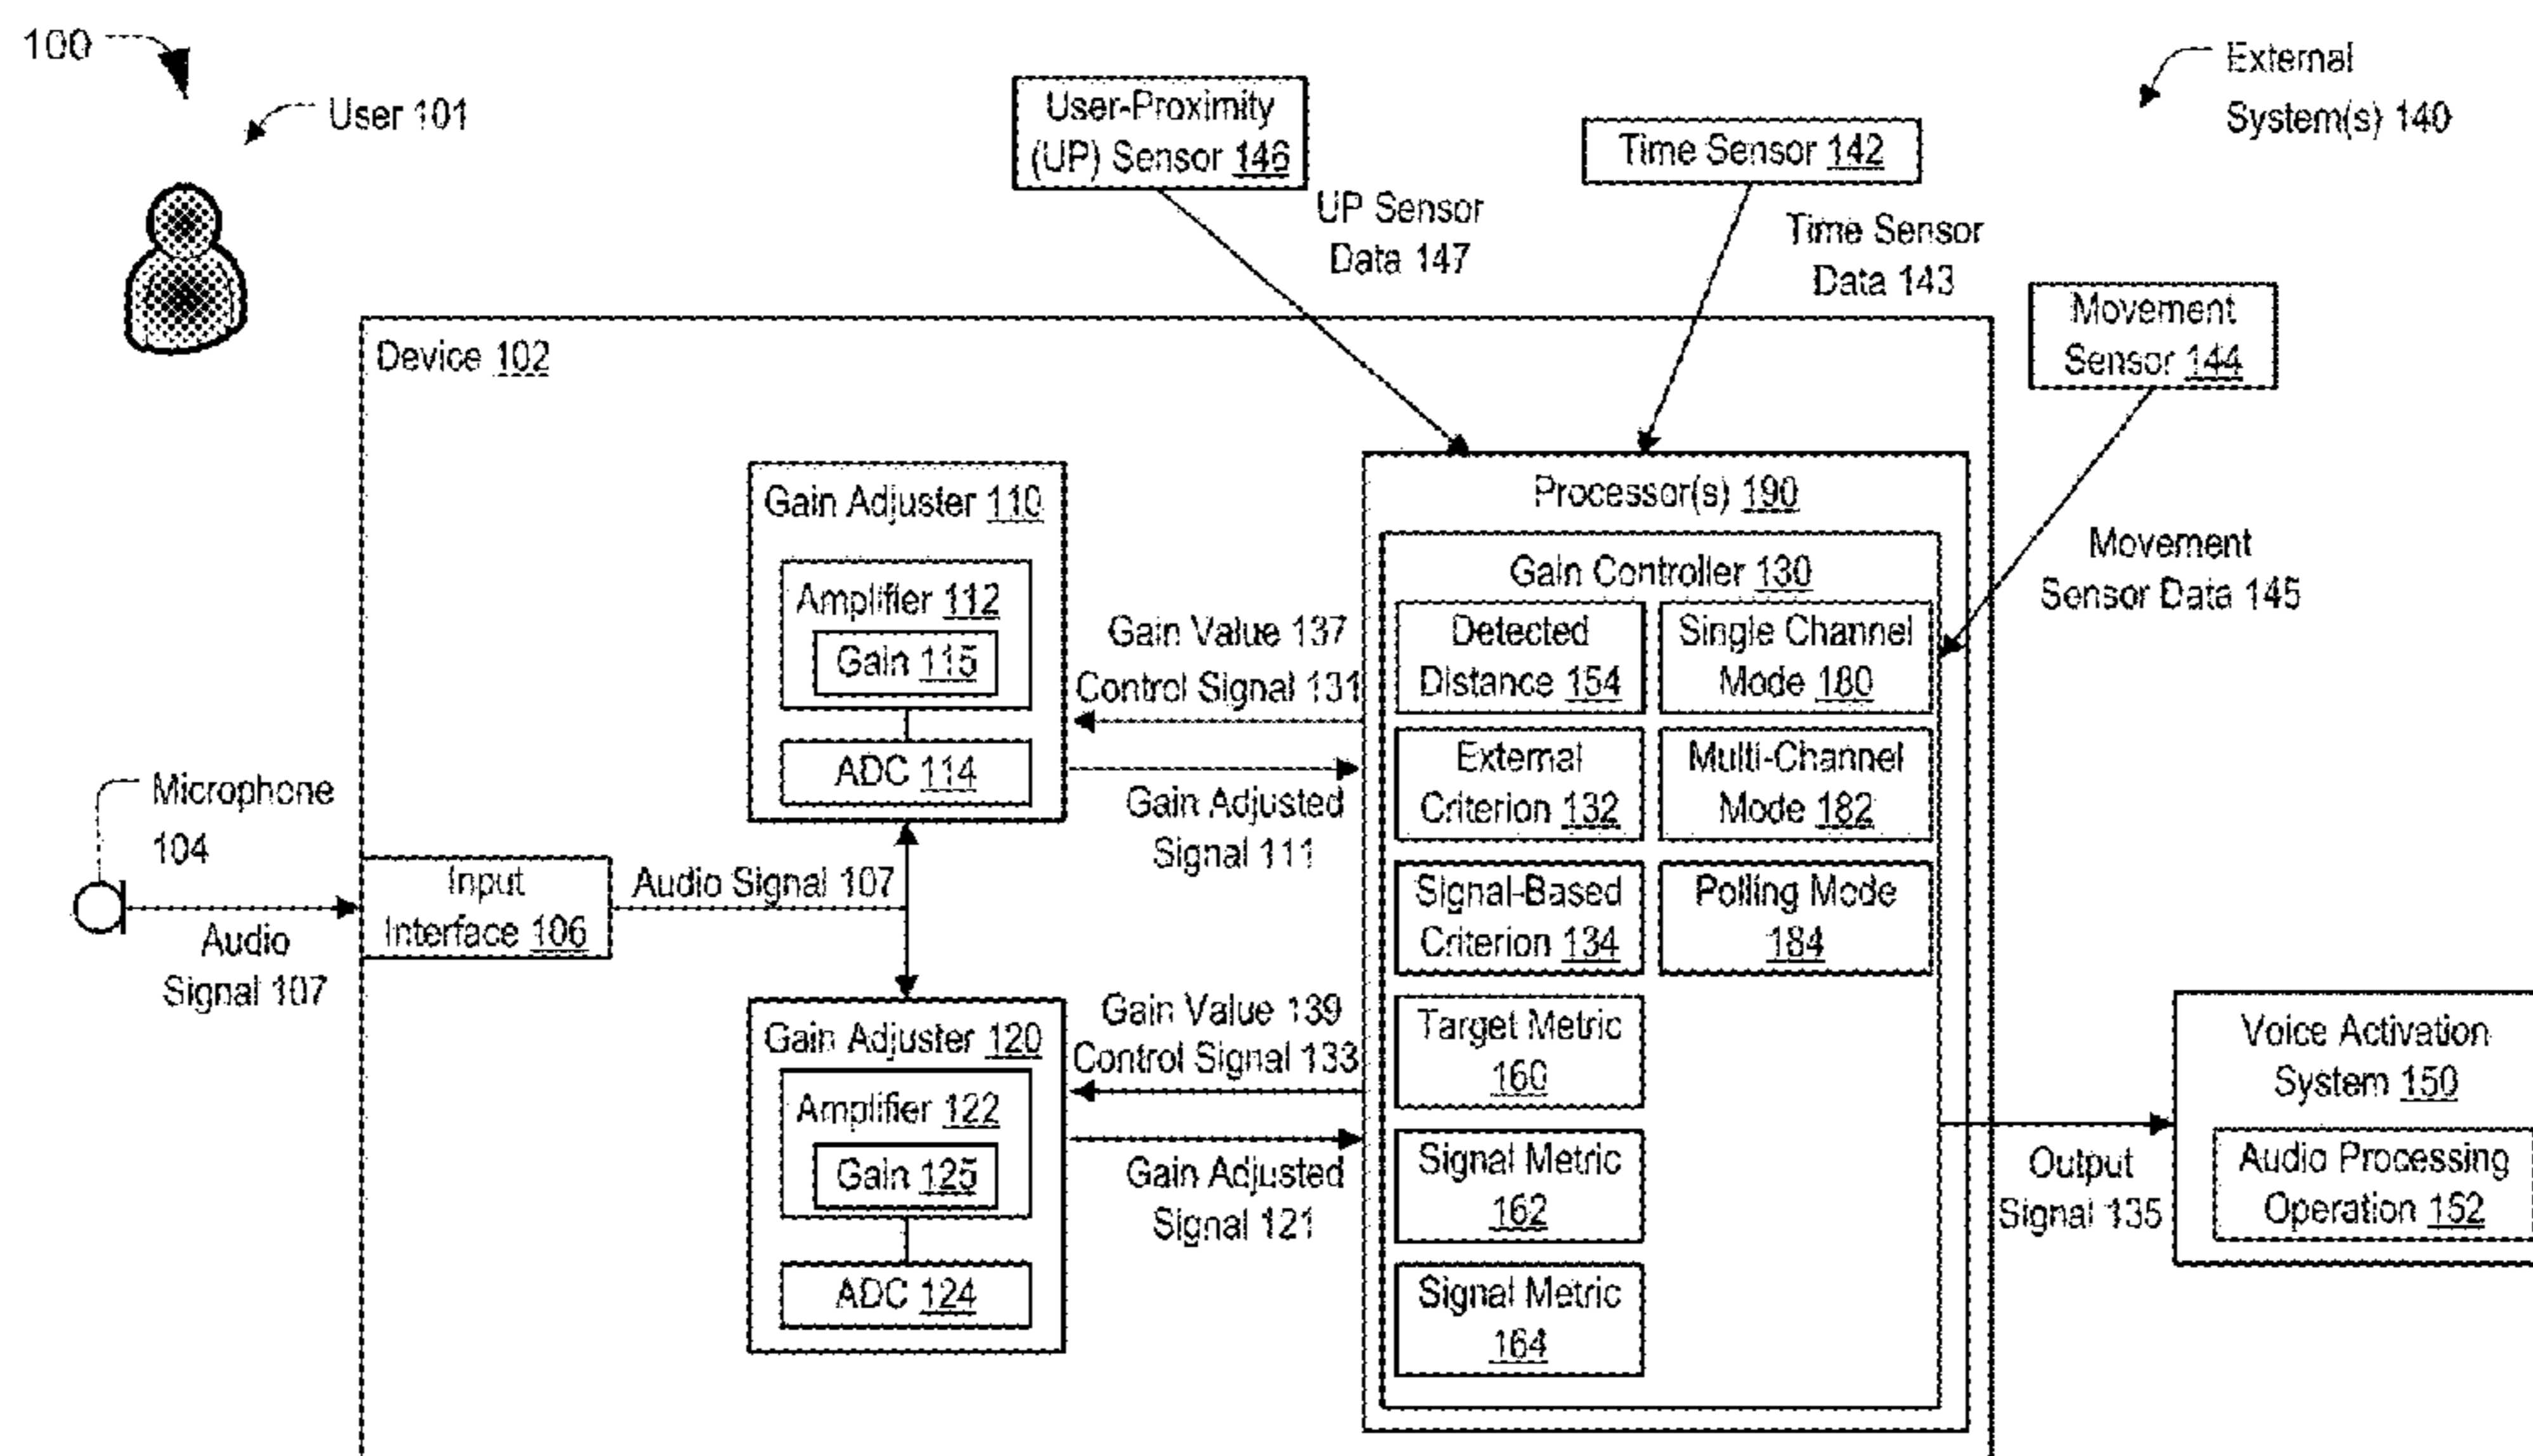 100
User 101
External
System(s) 140
User-Proximity
(UP) Sensor 146
Time Sensor 142
UP Sensor
Data 147
Time Sensor
Data 143
Movement
Sensor 144
Movement
Sensor Data 145
Device 102
Gain Adjuster 110
Amplifier 112
Gain 115
ADC 114
Gain Value 137
Control Signal 131
Gain Adjusted
Signal 111
Processor(s) 190
Gain Controller 130
Detected
Distance 154
Single Channel
Mode 180
External
Criterion 132
Multi-Channel
Mode 182
Signal-Based
Criterion 134
Polling Mode
184
Target Metric
160
Signal Metric
162
Signal Metric
164
Microphone
104
Audio
Signal 107
Input
Interface 106
Audio Signal 107
Gain Adjuster 120
Amplifier 122
Gain 125
ADC 124
Gain Value 139
Control Signal 133
Gain Adjusted
Signal 121
Output
Signal 135
Voice Activation
System 150
Audio Processing
Operation 152